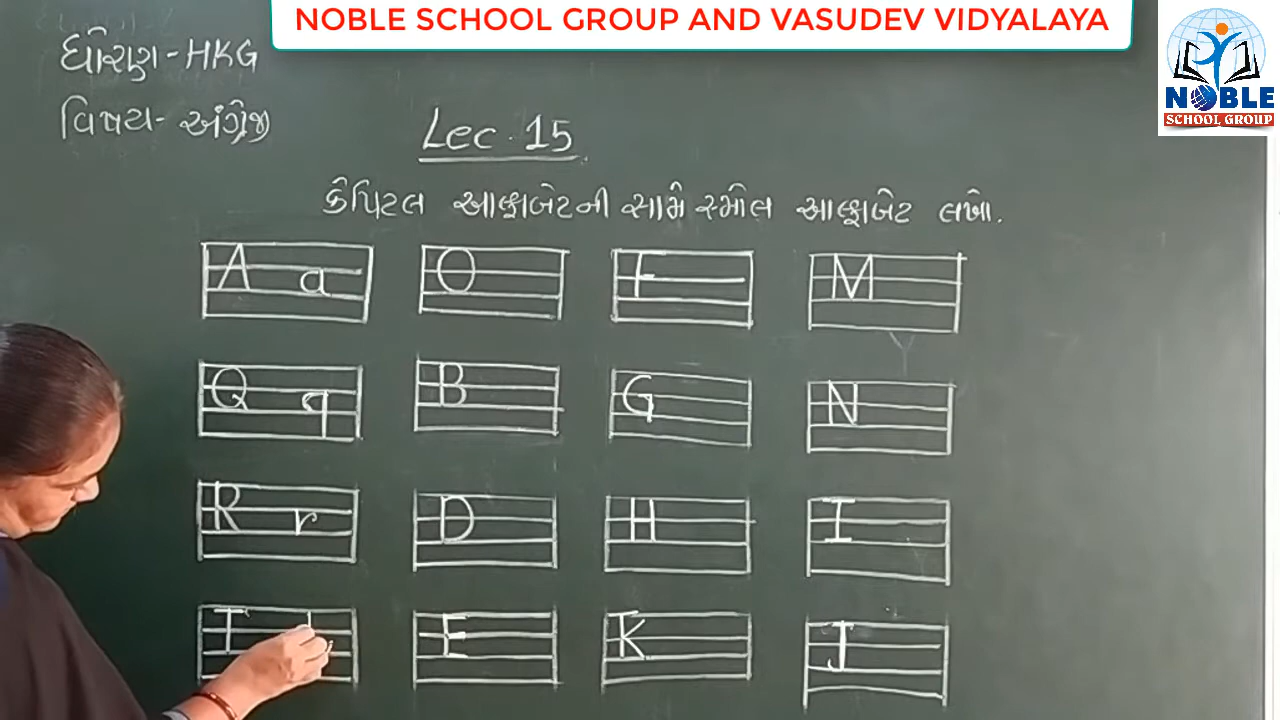 NOBLE SCHOOL GROUP AND VASUDEV VIDYALAYA
NOBLE
SCHOOL GROUP
ધોરણ - HKG
વિષય - અંગ્રેજી
Lec. 15
કેપિટલ આલ્ફાબેટની સામે સ્મોલ આલ્ફાબેટ લખો.
A a O F M
Q q B G N
R r D H I
T t E K J